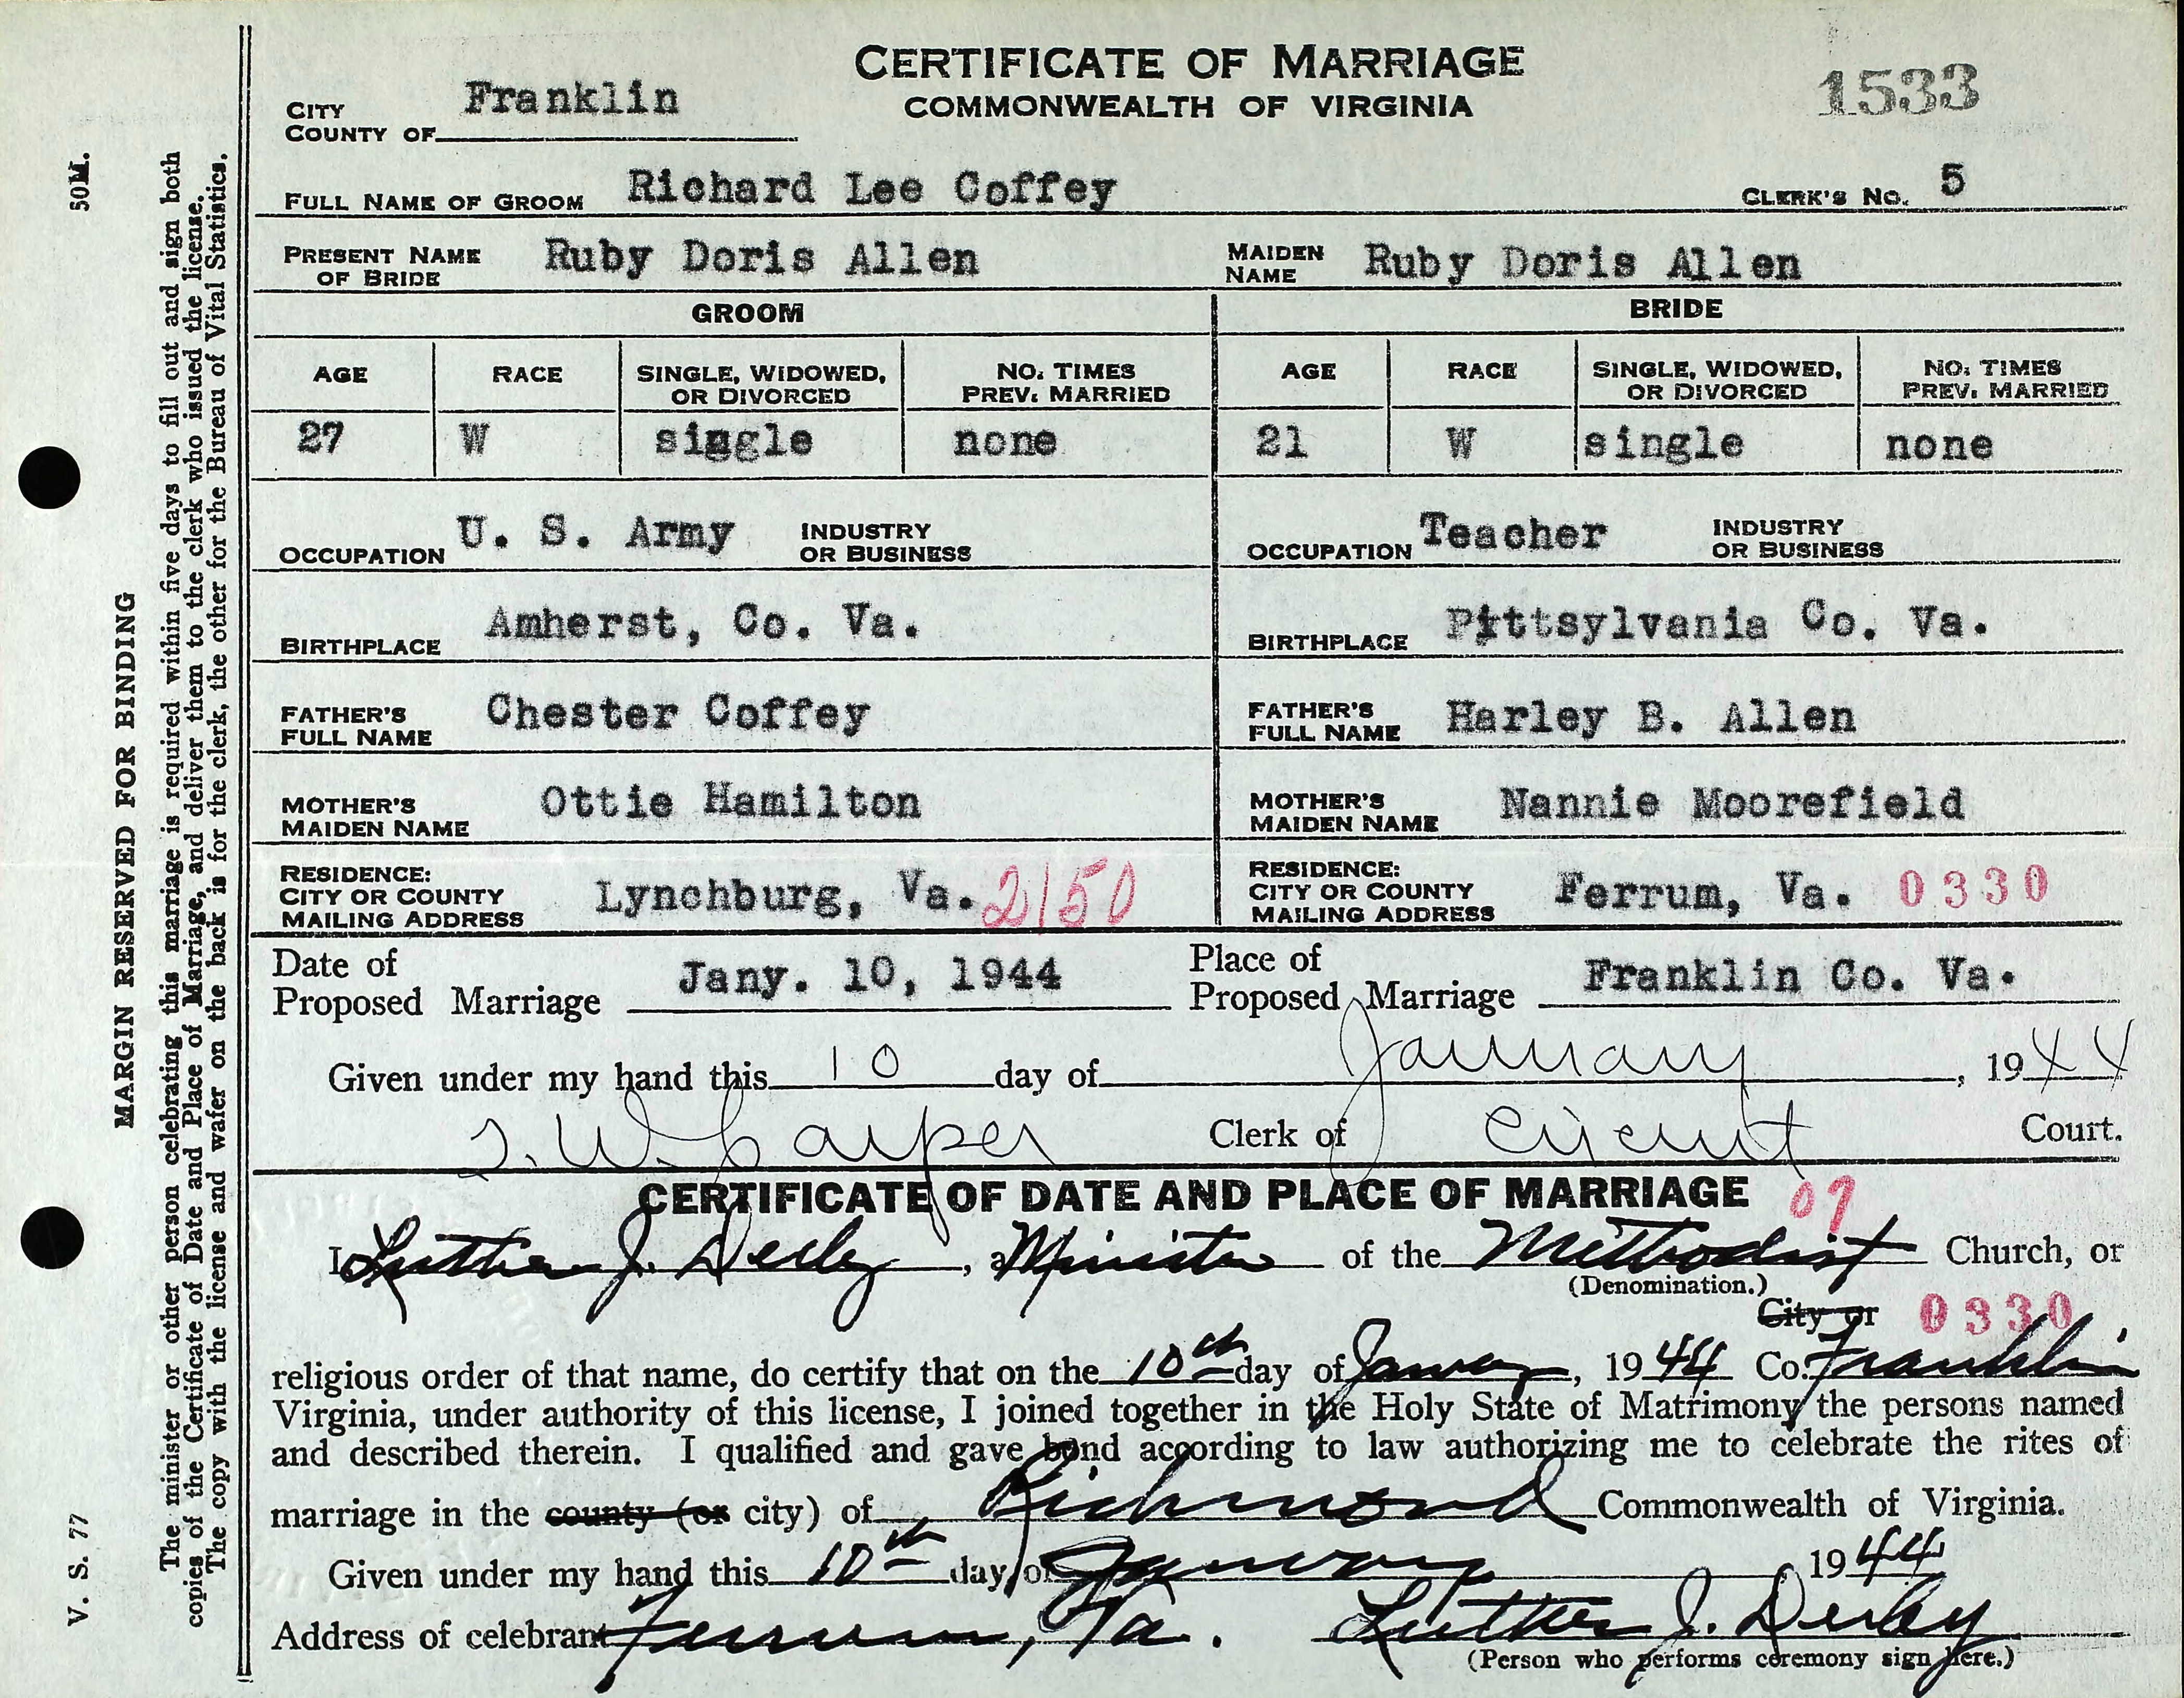 CERTIFICATE OF MARRIAGE
COMMONWEALTH OF VIRGINIA
1533
CITY
COUNTY OF Franklin
FULL NAME OF GROOM Richard Lee Coffey CLERK'S NO. 5
PRESENT NAME OF BRIDE Ruby Doris Allen MAIDEN NAME Ruby Doris Allen
GROOM BRIDE
AGE RACE SINGLE, WIDOWED, OR DIVORCED NO. TIMES PREV. MARRIED AGE RACE SINGLE, WIDOWED, OR DIVORCED NO. TIMES PREV. MARRIED
27 W single none 21 W single none
OCCUPATION U. S. Army INDUSTRY OR BUSINESS OCCUPATION Teacher INDUSTRY OR BUSINESS
BIRTHPLACE Amherst, Co. Va. BIRTHPLACE Pittsylvania Co. Va.
FATHER'S FULL NAME Chester Coffey FATHER'S FULL NAME Harley B. Allen
MOTHER'S MAIDEN NAME Ottie Hamilton MOTHER'S MAIDEN NAME Nannie Moorefield
RESIDENCE: CITY OR COUNTY MAILING ADDRESS Lynchburg, Va. 2150 RESIDENCE: CITY OR COUNTY MAILING ADDRESS Ferrum, Va. 0330
Date of Proposed Marriage Jany. 10, 1944 Place of Proposed Marriage Franklin Co. Va.
Given under my hand this 10 day of January, 1944
T. W. Carper Clerk of Circuit Court.
CERTIFICATE OF DATE AND PLACE OF MARRIAGE 07
I Luther J. Derby, a Minister of the Methodist Church, or
(Denomination.)
City or 0330
religious order of that name, do certify that on the 10th day of January, 1944 Co. Franklin,
Virginia, under authority of this license, I joined together in the Holy State of Matrimony the persons named
and described therein. I qualified and gave bond according to law authorizing me to celebrate the rites of
marriage in the county (or city) of Richmond Commonwealth of Virginia.
Given under my hand this 10th day of January 1944
Address of celebrant Ferrum, Va. Luther J. Derby
(Person who performs ceremony sign here.)
50M.
MARGIN RESERVED FOR BINDING
V. S. 77
The minister or other person celebrating this marriage is required within five days to fill out and sign both
copies of the Certificate of Date and Place of Marriage, and deliver them to the clerk who issued the license.
The copy with the license and wafer on the back is for the clerk, the other for the Bureau of Vital Statistics.